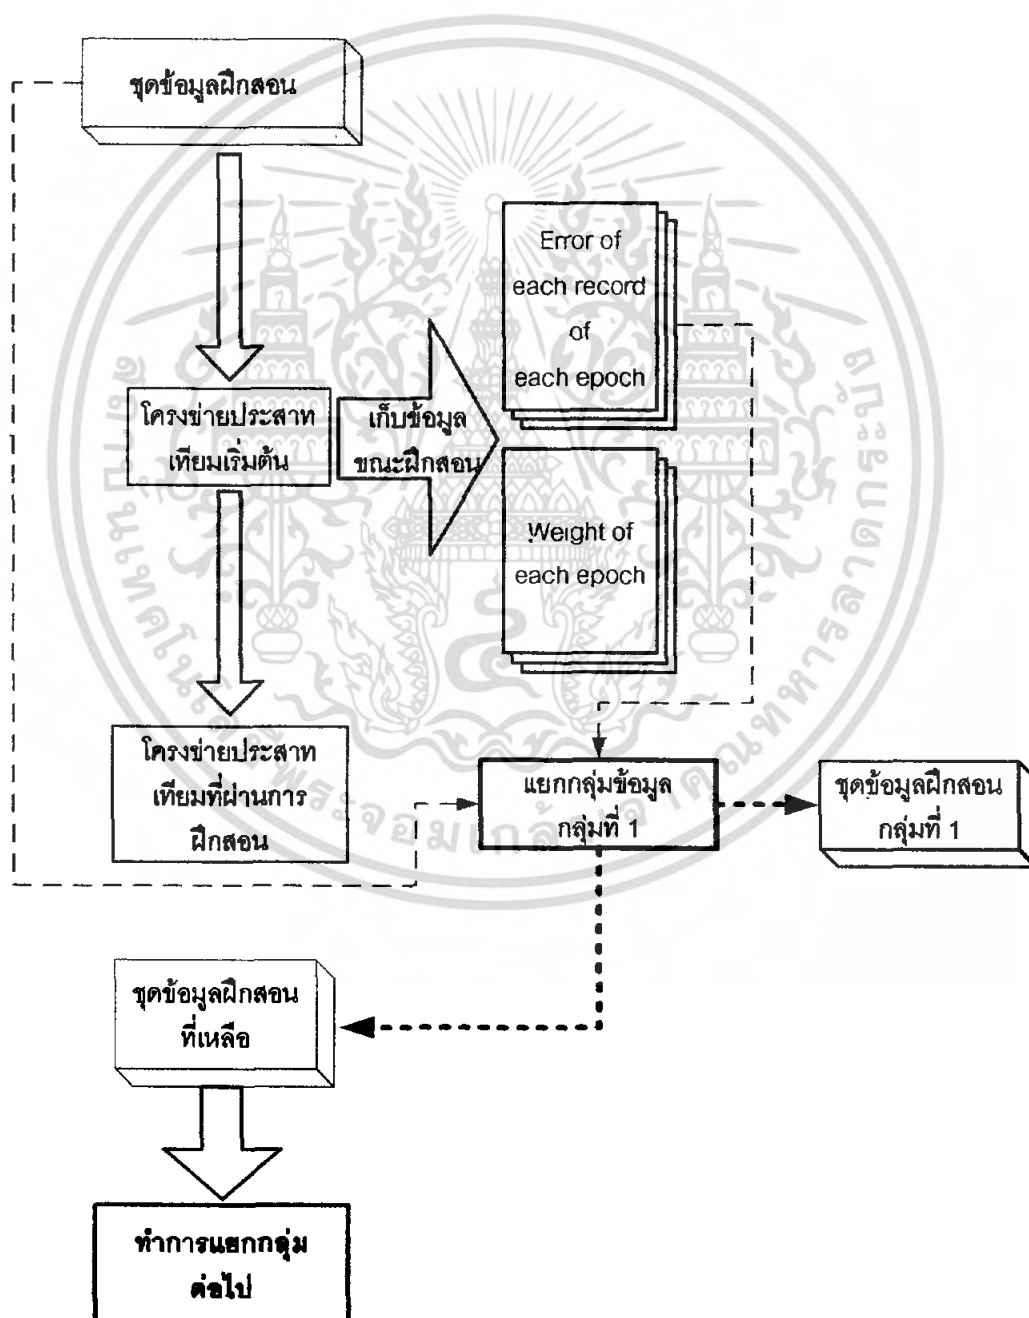 ชุดข้อมูลฝึกสอน
Error of
each record
of
each epoch
โครงข่ายประสาท
เทียมเริ่มต้น
เก็บข้อมูล
ขณะฝึกสอน
Weight of
each epoch
โครงข่ายประสาท
เทียมที่ผ่านการ
ฝึกสอน
แยกกลุ่มข้อมูล
กลุ่มที่ 1
ชุดข้อมูลฝึกสอน
กลุ่มที่ 1
ชุดข้อมูลฝึกสอน
ที่เหลือ
ทำการแยกกลุ่ม
ต่อไป